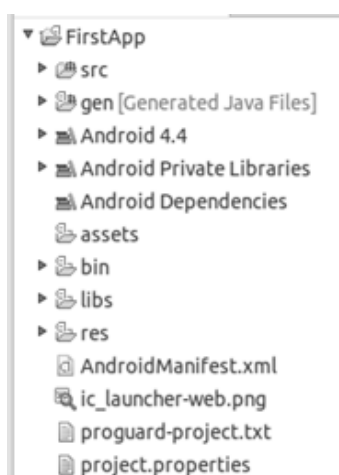 FirstApp
src
gen [Generated Java Files]
Android 4.4
Android Private Libraries
Android Dependencies
assets
bin
libs
res
AndroidManifest.xml
ic_launcher-web.png
proguard-project.txt
project.properties